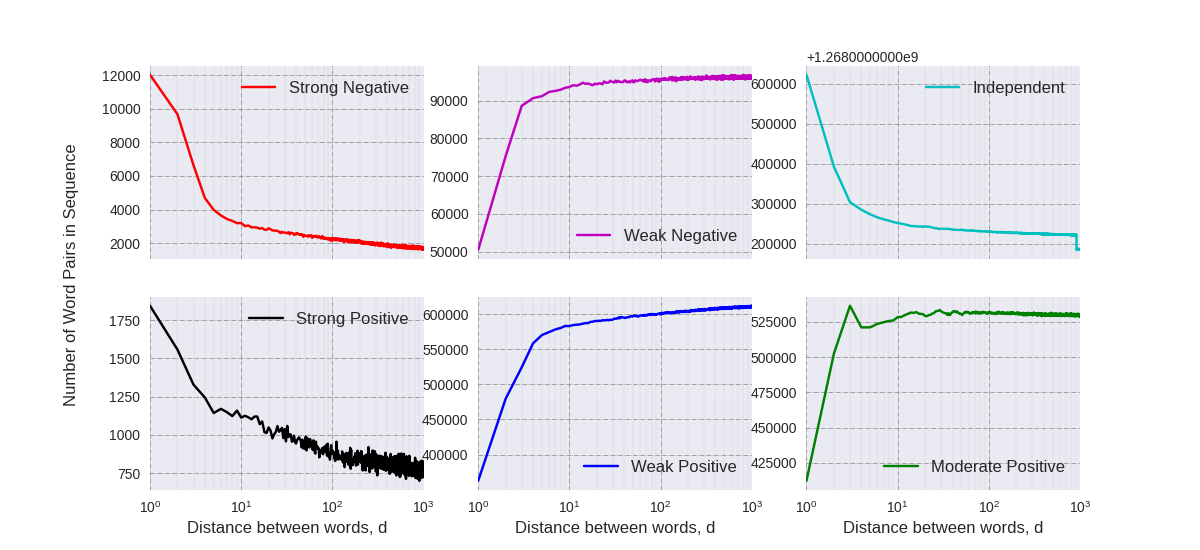 +1.2680000000e9
12000
10000
8000
6000
4000
2000
Strong Negative
90000
80000
70000
60000
50000
Weak Negative
600000
500000
400000
300000
200000
Independent
Number of Word Pairs in Sequence
1750
1500
1250
1000
750
Strong Positive
10⁰ 10¹ 10² 10³
Distance between words, d
600000
550000
500000
450000
400000
Weak Positive
10⁰ 10¹ 10² 10³
Distance between words, d
525000
500000
475000
450000
425000
Moderate Positive
10⁰ 10¹ 10² 10³
Distance between words, d